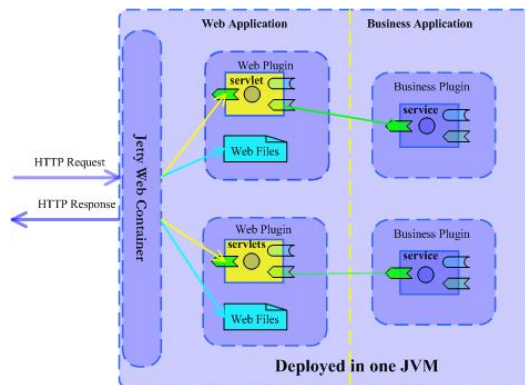 Web Application
Business Application
Web Plugin
servlet
Business Plugin
service
Web Files
HTTP Request
Jetty Web Container
HTTP Response
Web Plugin
servlets
Business Plugin
service
Web Files
Deployed in one JVM